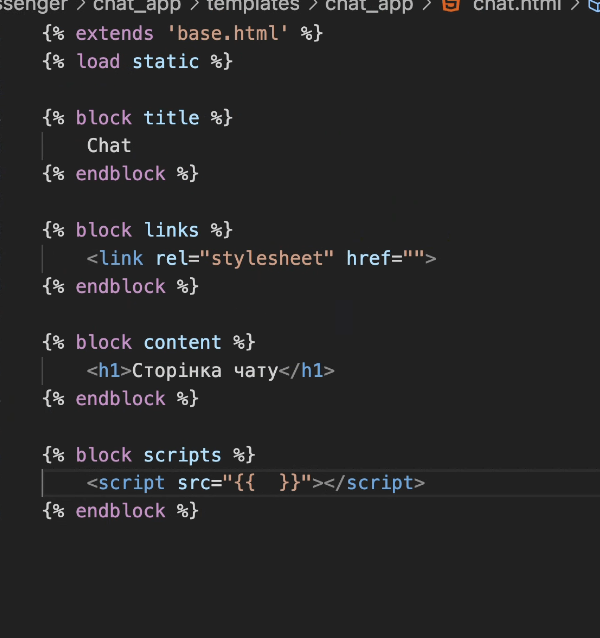 ssenger > chat_app > templates > chat_app > chat.html >
{% extends 'base.html' %}
{% load static %}
{% block title %}
Chat
{% endblock %}
{% block links %}
<link rel="stylesheet" href="">
{% endblock %}
{% block content %}
<h1>Сторінка чату</h1>
{% endblock %}
{% block scripts %}
<script src="{{  }}"></script>
{% endblock %}